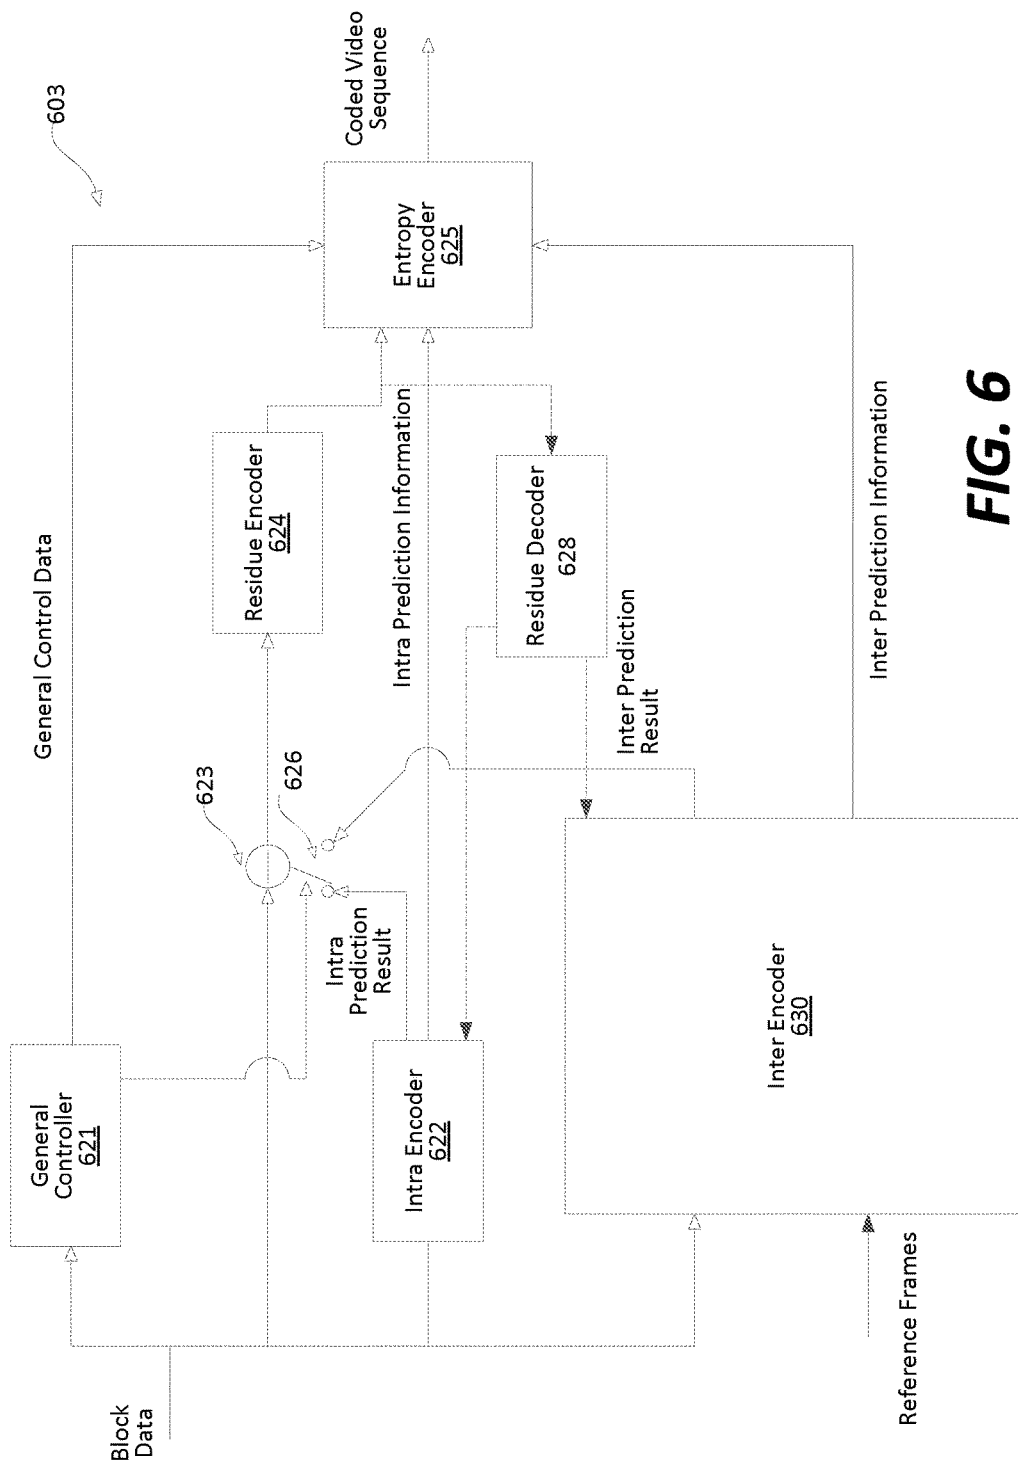 603
General Control Data
Coded Video
Sequence
General
Controller
621
623
626
Residue Encoder
624
Entropy
Encoder
625
Block
Data
Intra
Prediction
Result
Intra Prediction Information
Intra Encoder
622
Residue Decoder
628
Inter Prediction
Result
Inter Encoder
630
Inter Prediction Information
Reference Frames
FIG. 6